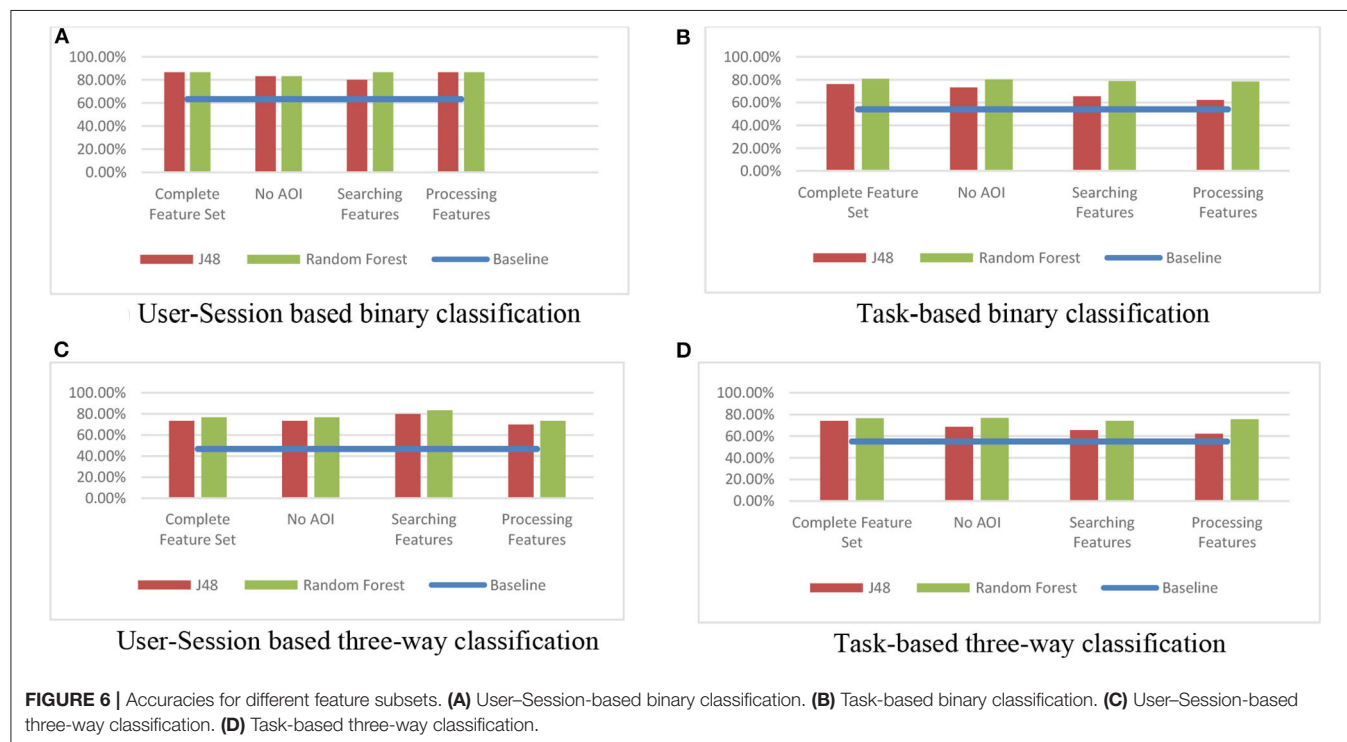 A
100.00%
80.00%
60.00%
40.00%
20.00%
0.00%
Complete
Feature Set
No AOI
Searching
Features
Processing
Features
J48
Random Forest
Baseline
User-Session based binary classification
B
100.00%
80.00%
60.00%
40.00%
20.00%
0.00%
Complete Feature
Set
No AOI
Searching
Features
Processing
Features
J48
Random Forest
Baseline
Task-based binary classification
C
100.00%
80.00%
60.00%
40.00%
20.00%
0.00%
Complete
Feature Set
No AOI
Searching
Features
Processing
Features
J48
Random Forest
Baseline
User-Session based three-way classification
D
100.00%
80.00%
60.00%
40.00%
20.00%
0.00%
Complete Feature
Set
No AOI
Searching
Features
Processing
Features
J48
Random Forest
Baseline
Task-based three-way classification
FIGURE 6 | Accuracies for different feature subsets. (A) User–Session-based binary classification. (B) Task-based binary classification. (C) User–Session-based
three-way classification. (D) Task-based three-way classification.